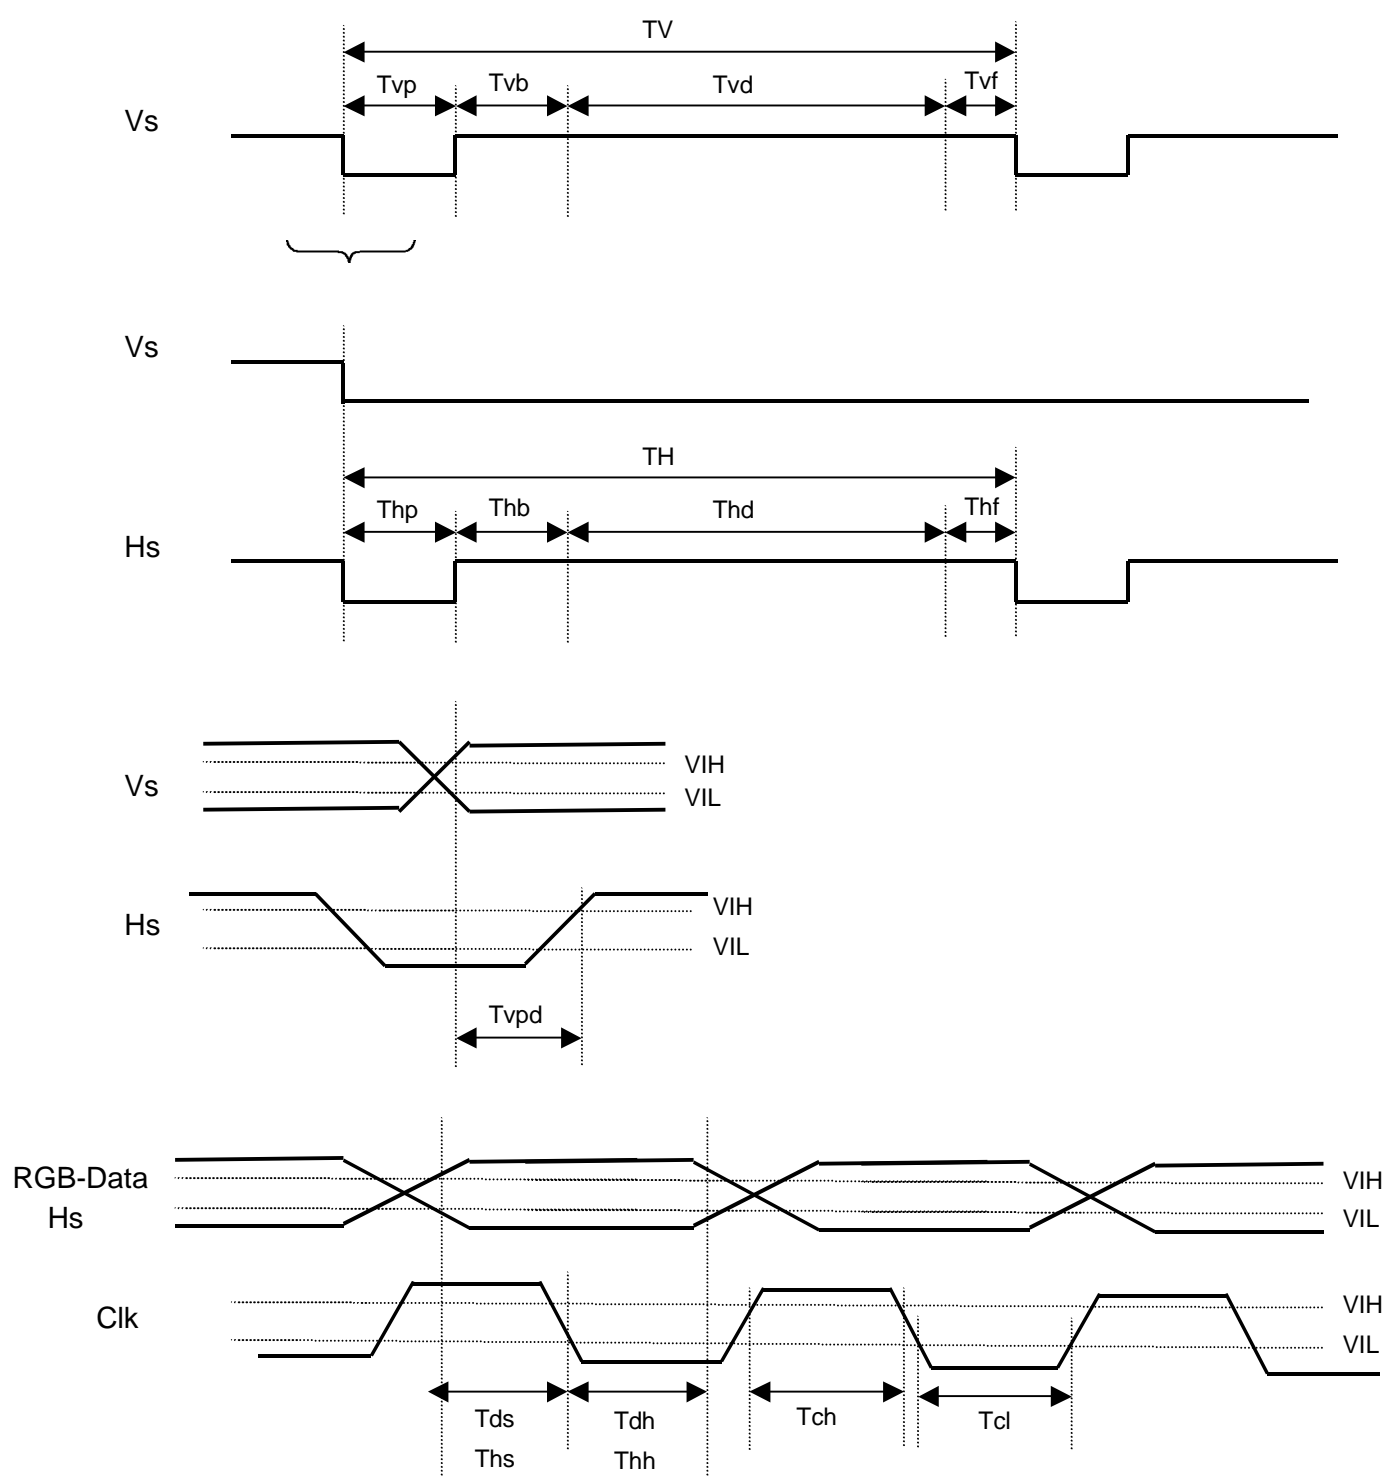 TV
Tvp Tvb Tvd Tvf
Vs
Vs
TH
Thp Thb Thd Thf
Hs
VIH
Vs
VIL
VIH
Hs
VIL
Tvpd
RGB-Data
VIH
Hs
VIL
Clk
VIH
VIL
Tds Tdh Tch Tcl
Ths Thh